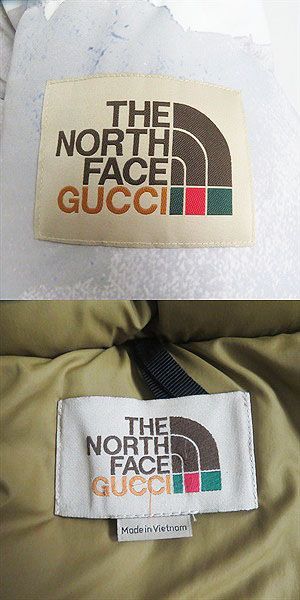 THE
NORTH
FACE
GUCCI
THE
NORTH
FACE
GUCCI
Made in Vietnam